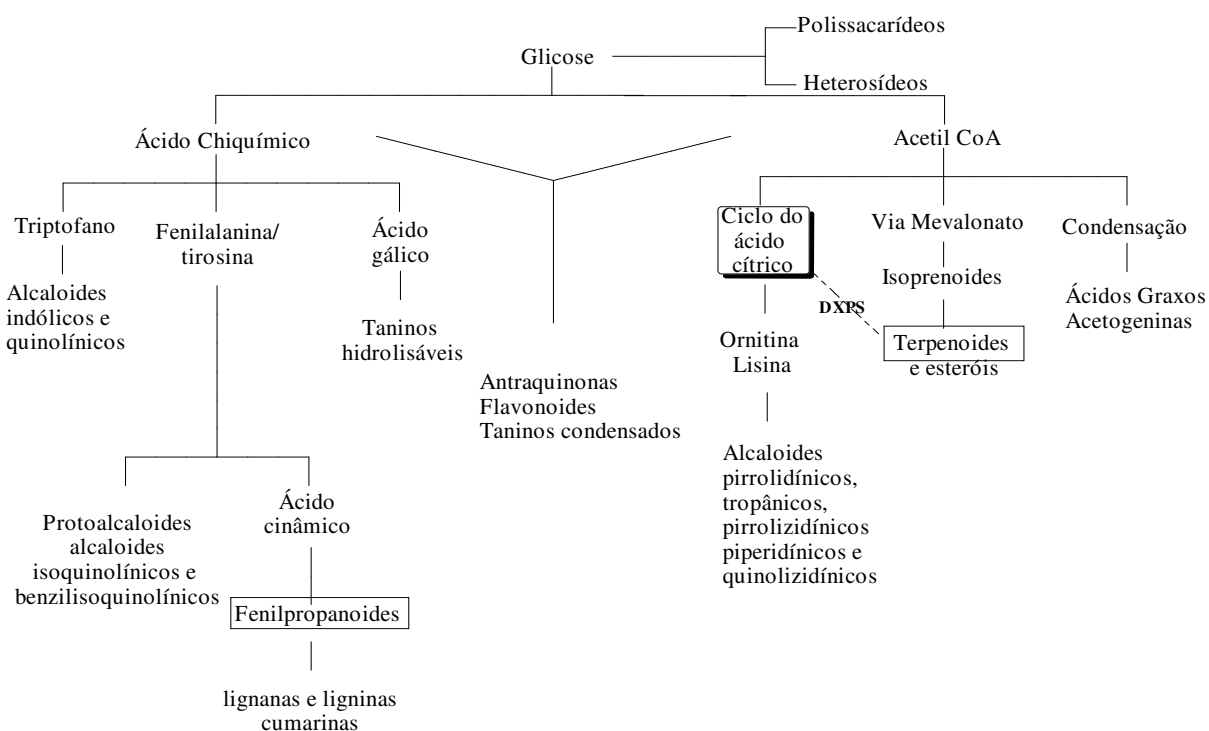 Polissacarídeos
Glicose
Heterosídeos
Ácido Chiquímico
Acetil CoA
Triptofano
Fenilalanina/
tirosina
Ácido
gálico
Ciclo do
ácido
cítrico
Via Mevalonato
Condensação
Alcaloides
indólicos e
quinolínicos
Taninos
hidrolisáveis
Antraquinonas
Flavonoides
Taninos condensados
DXPS
Isoprenoides
Ácidos Graxos
Acetogeninas
Ornitina
Lisina
Terpenoides
e esteróis
Alcaloides
pirrolidínicos,
tropânicos,
pirrolizidínicos
piperidínicos e
quinolizidínicos
Protoalcaloides
alcaloides
isoquinolínicos e
benzilisoquinolínicos
Ácido
cinâmico
Fenilpropanoides
lignanas e ligninas
cumarinas